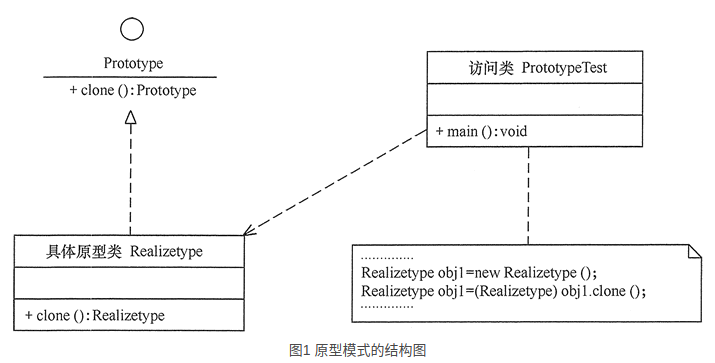 Prototype
+ clone():Prototype
访问类 PrototypeTest
+ main():void
具体原型类 Realizetype
+ clone():Realizetype
..............
Realizetype obj1=new Realizetype();
Realizetype obj1=(Realizetype) obj1.clone();
..............
图1 原型模式的结构图